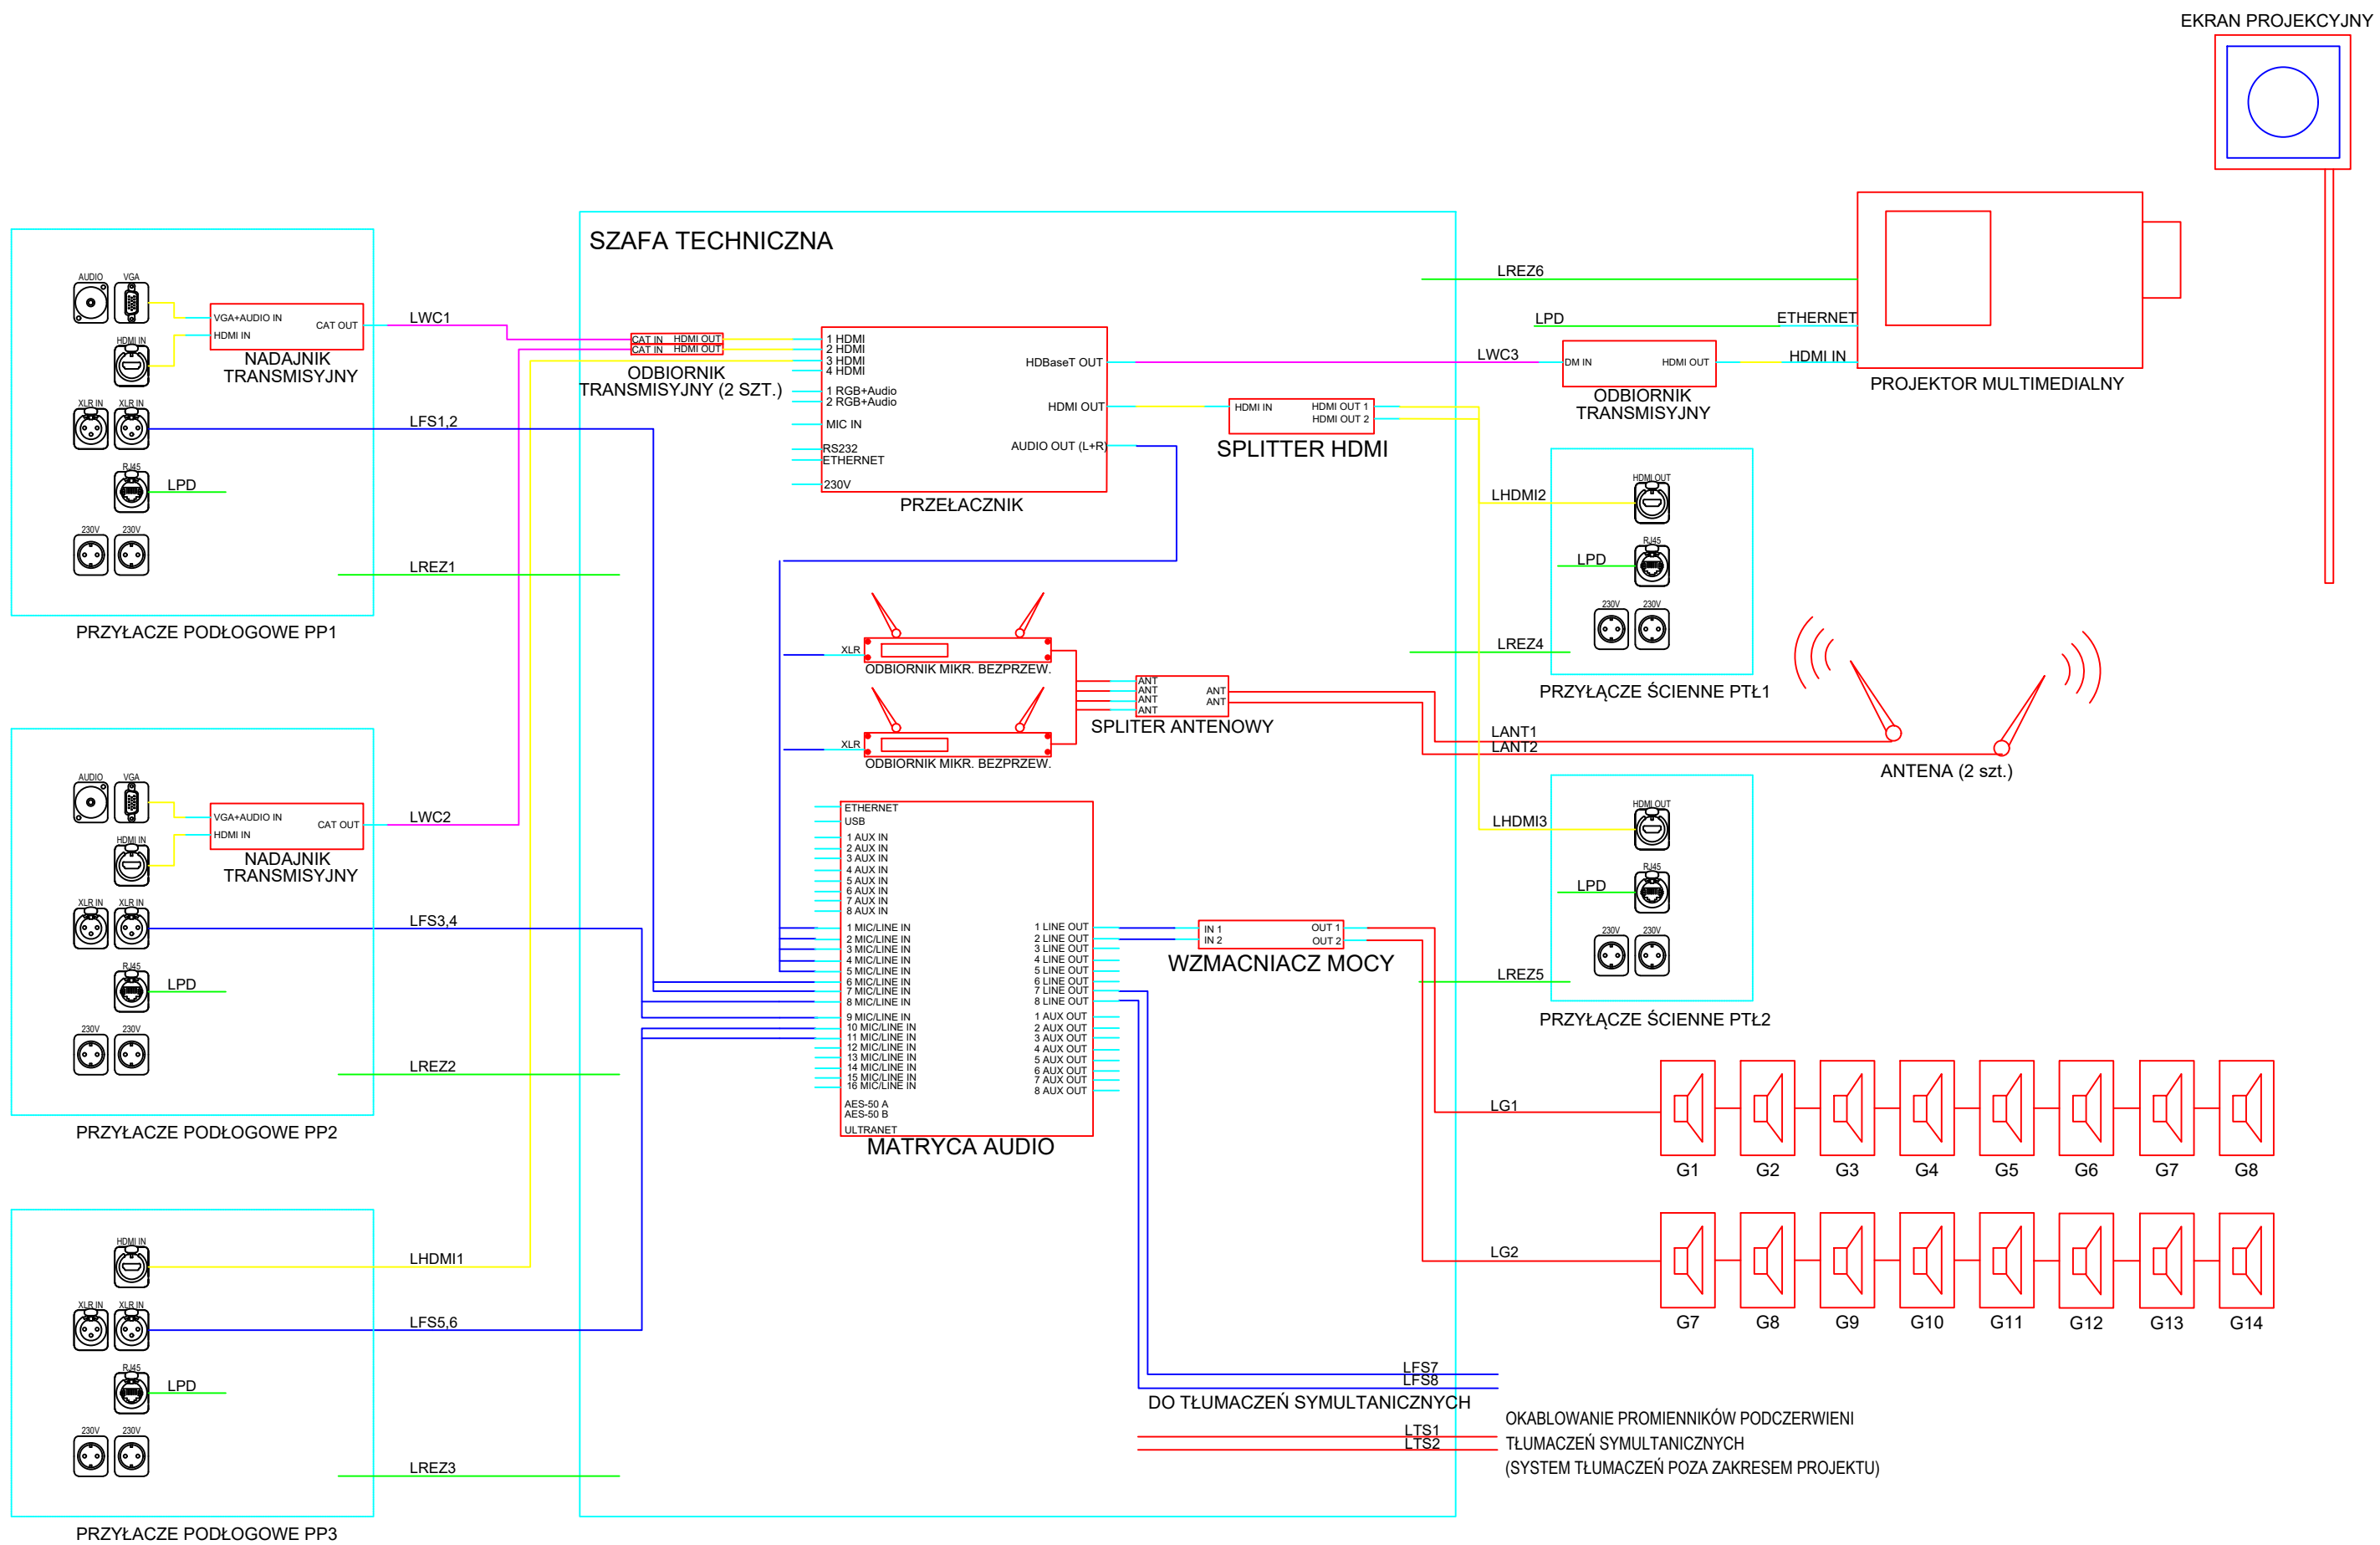 EKRAN PROJEKCYJNY
SZAFA TECHNICZNA
AUDIO
VGA
VGA+AUDIO IN
HDMI IN
CAT OUT
HDMI IN
NADAJNIK
TRANSMISYJNY
XLR IN
XLR IN
RJ45
LPD
230V
230V
PRZYŁACZE PODŁOGOWE PP1
LWC1
LFS1,2
LREZ1
AUDIO
VGA
VGA+AUDIO IN
HDMI IN
CAT OUT
HDMI IN
NADAJNIK
TRANSMISYJNY
XLR IN
XLR IN
RJ45
LPD
230V
230V
PRZYŁACZE PODŁOGOWE PP2
LWC2
LFS3,4
LREZ2
HDMI IN
XLR IN
XLR IN
RJ45
LPD
230V
230V
PRZYŁACZE PODŁOGOWE PP3
LHDMI1
LFS5,6
LREZ3
CAT IN
HDMI OUT
CAT IN
HDMI OUT
ODBIORNIK
TRANSMISYJNY (2 SZT.)
1 HDMI
2 HDMI
3 HDMI
4 HDMI
1 RGB+Audio
2 RGB+Audio
MIC IN
RS232
ETHERNET
230V
HDBaseT OUT
HDMI OUT
AUDIO OUT (L+R)
PRZEŁACZNIK
HDMI IN
HDMI OUT 1
HDMI OUT 2
SPLITTER HDMI
XLR
ODBIORNIK MIKR. BEZPRZEW.
XLR
ODBIORNIK MIKR. BEZPRZEW.
ANT
ANT
ANT
ANT
ANT
ANT
SPLITER ANTENOWY
ETHERNET
USB
1 AUX IN
2 AUX IN
3 AUX IN
4 AUX IN
5 AUX IN
6 AUX IN
7 AUX IN
8 AUX IN
1 MIC/LINE IN
2 MIC/LINE IN
3 MIC/LINE IN
4 MIC/LINE IN
5 MIC/LINE IN
6 MIC/LINE IN
7 MIC/LINE IN
8 MIC/LINE IN
9 MIC/LINE IN
10 MIC/LINE IN
11 MIC/LINE IN
12 MIC/LINE IN
13 MIC/LINE IN
14 MIC/LINE IN
15 MIC/LINE IN
16 MIC/LINE IN
AES-50 A
AES-50 B
ULTRANET
1 LINE OUT
2 LINE OUT
3 LINE OUT
4 LINE OUT
5 LINE OUT
6 LINE OUT
7 LINE OUT
8 LINE OUT
1 AUX OUT
2 AUX OUT
3 AUX OUT
4 AUX OUT
5 AUX OUT
6 AUX OUT
7 AUX OUT
8 AUX OUT
MATRYCA AUDIO
IN 1
IN 2
OUT 1
OUT 2
WZMACNIACZ MOCY
LREZ6
LPD
ETHERNET
LWC3
DM IN
HDMI OUT
HDMI IN
ODBIORNIK
TRANSMISYJNY
PROJEKTOR MULTIMEDIALNY
LHDMI2
HDMI OUT
RJ45
LPD
230V
230V
LREZ4
PRZYŁĄCZE ŚCIENNE PTŁ1
LANT1
LANT2
ANTENA (2 szt.)
LHDMI3
HDMI OUT
RJ45
LPD
230V
230V
LREZ5
PRZYŁĄCZE ŚCIENNE PTŁ2
LG1
G1
G2
G3
G4
G5
G6
G7
G8
LG2
G7
G8
G9
G10
G11
G12
G13
G14
LFS7
LFS8
DO TŁUMACZEŃ SYMULTANICZNYCH
LTS1
LTS2
OKABLOWANIE PROMIENNIKÓW PODCZERWIENI
TŁUMACZEŃ SYMULTANICZNYCH
(SYSTEM TŁUMACZEŃ POZA ZAKRESEM PROJEKTU)